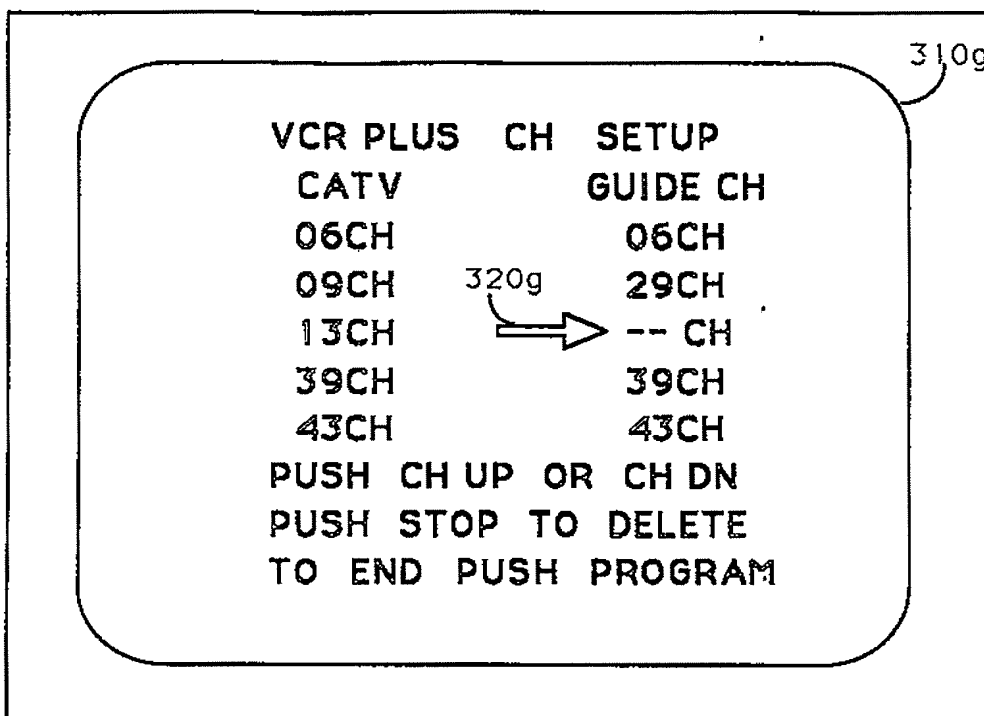 310g
VCR PLUS CH SETUP
CATV GUIDE CH
06CH 06CH
09CH 320g 29CH
13CH -- CH
39CH 39CH
43CH 43CH
PUSH CH UP OR CH DN
PUSH STOP TO DELETE
TO END PUSH PROGRAM